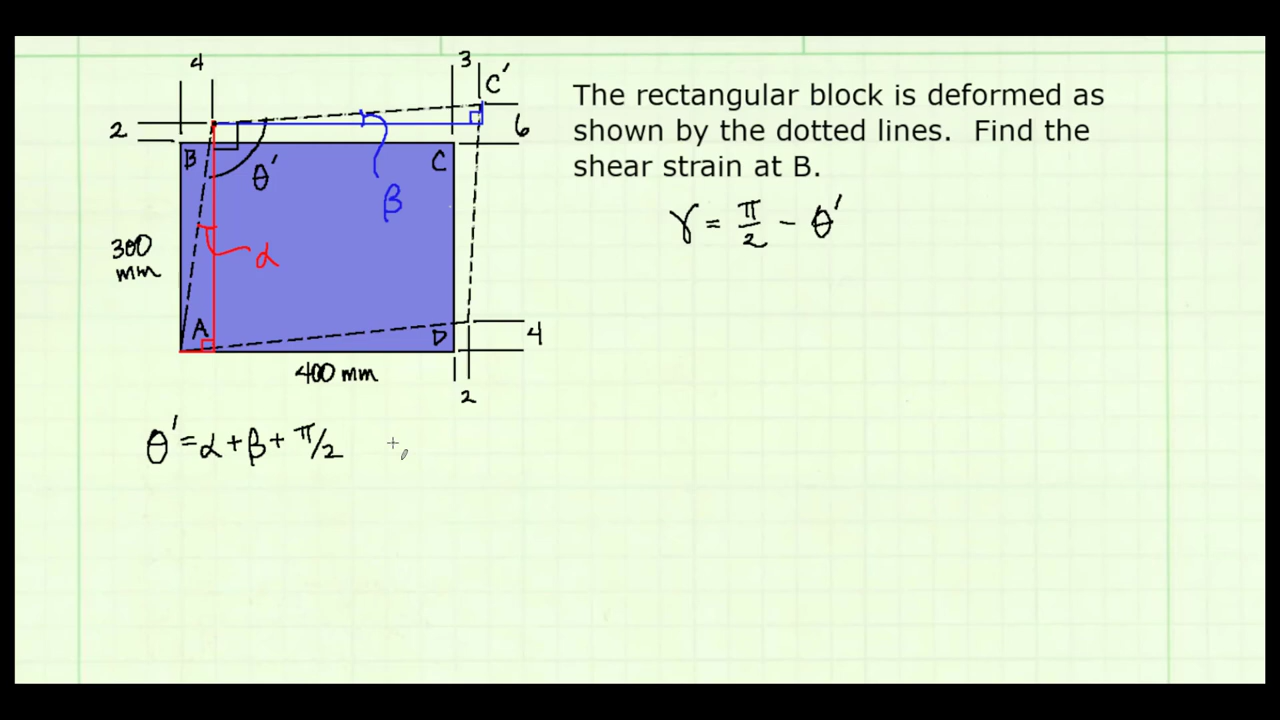 4
3
C'
2
6
B
C
θ'
β
300
mm
α
A
D
4
400 mm
2
The rectangular block is deformed as
shown by the dotted lines. Find the
shear strain at B.
γ = π/2 - θ'
θ' = α + β + π/2